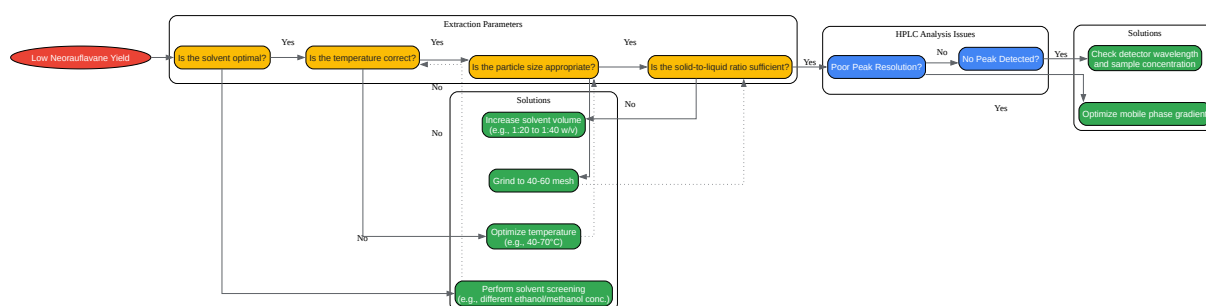 Extraction Parameters
Low Neorauflavane Yield
Is the solvent optimal?
Yes
Is the temperature correct?
Yes
Is the particle size appropriate?
Yes
Is the solid-to-liquid ratio sufficient?
Yes
HPLC Analysis Issues
Poor Peak Resolution?
No
No Peak Detected?
Yes
Yes
Solutions
Check detector wavelength
and sample concentration
Optimize mobile phase gradient
No
No
No
No
Solutions
Increase solvent volume
(e.g., 1:20 to 1:40 w/v)
Grind to 40-60 mesh
Optimize temperature
(e.g., 40-70°C)
Perform solvent screening
(e.g., different ethanol/methanol conc.)